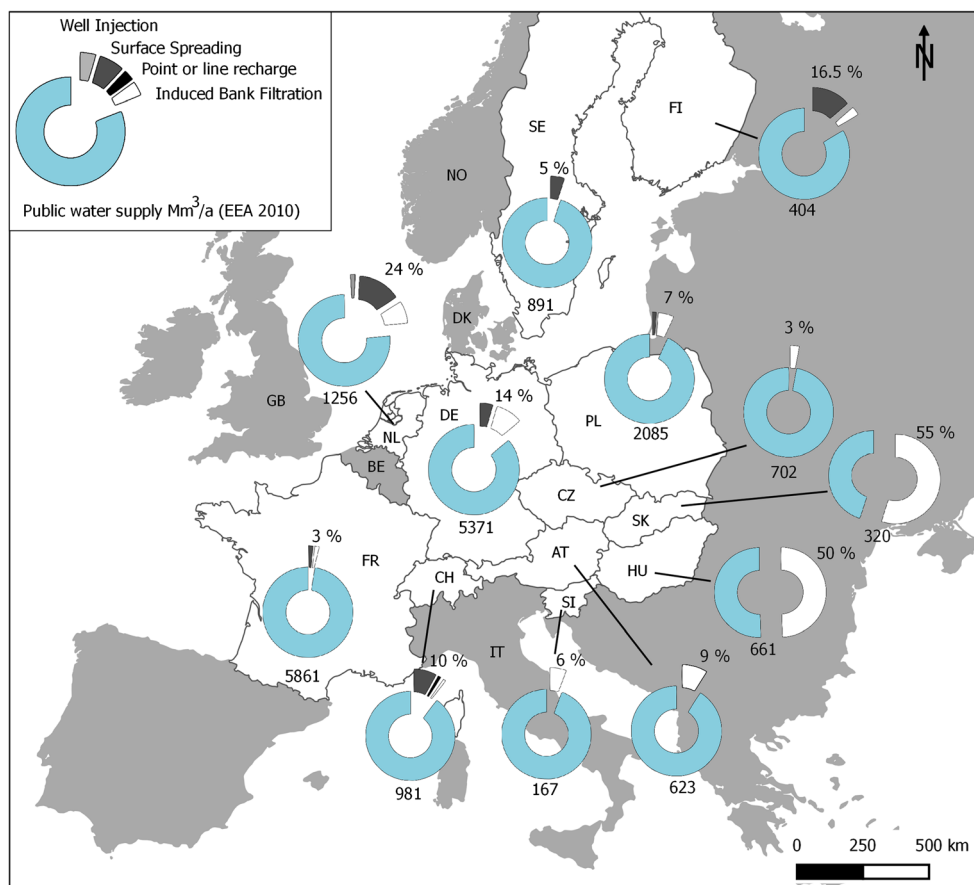 Well Injection
Surface Spreading
Point or line recharge
Induced Bank Filtration
Public water supply Mm³/a (EEA 2010)
N
16.5 %
FI
SE
NO
5 %
404
24 %
891
DK
7 %
3 %
GB
1256
DE
14 %
PL
NL
2085
BE
702
55 %
CZ
5371
SK
320
3 %
FR
AT
50 %
CH
HU
SI
661
IT
5861
10 %
6 %
9 %
981
167
623
0
250
500 km